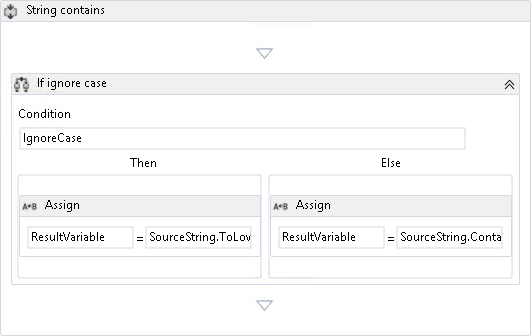 String contains
If ignore case
Condition
IgnoreCase
Then
Else
A+B Assign
A+B Assign
ResultVariable = SourceString.ToLov
ResultVariable = SourceString.Conta